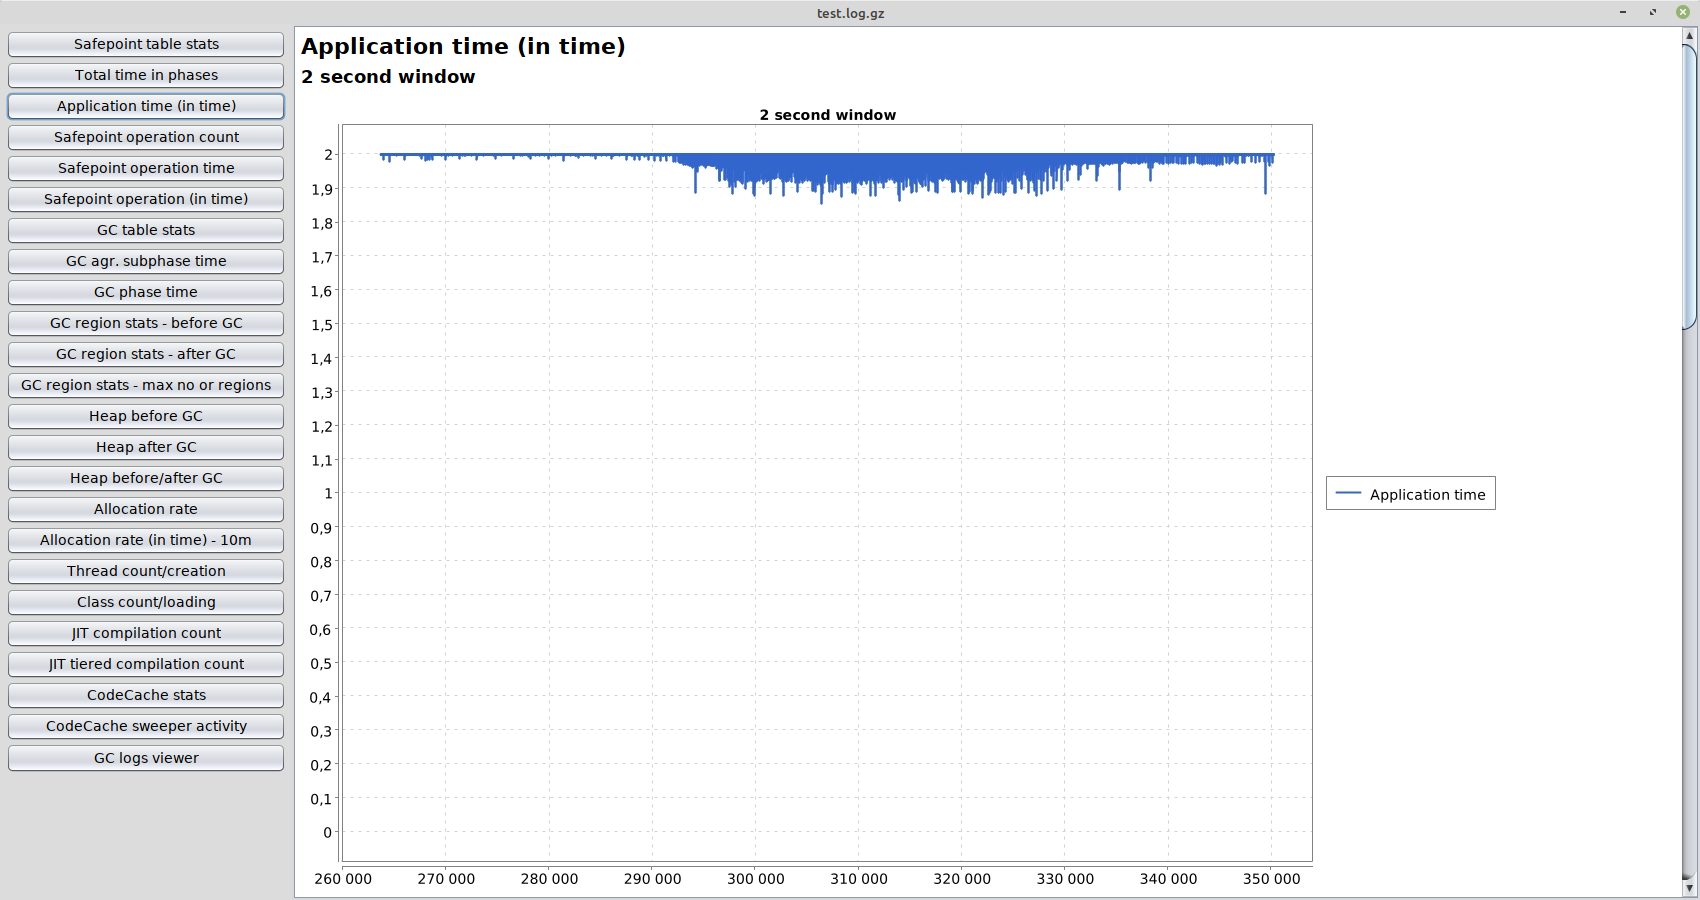 test.log.gz
Safepoint table stats
Total time in phases
Application time (in time)
Safepoint operation count
Safepoint operation time
Safepoint operation (in time)
GC table stats
GC agr. subphase time
GC phase time
GC region stats - before GC
GC region stats - after GC
GC region stats - max no or regions
Heap before GC
Heap after GC
Heap before/after GC
Allocation rate
Allocation rate (in time) - 10m
Thread count/creation
Class count/loading
JIT compilation count
JIT tiered compilation count
CodeCache stats
CodeCache sweeper activity
GC logs viewer
Application time (in time)
2 second window
2 second window
2
1,9
1,8
1,7
1,6
1,5
1,4
1,3
1,2
1,1
1
0,9
0,8
0,7
0,6
0,5
0,4
0,3
0,2
0,1
0
260 000 270 000 280 000 290 000 300 000 310 000 320 000 330 000 340 000 350 000
Application time